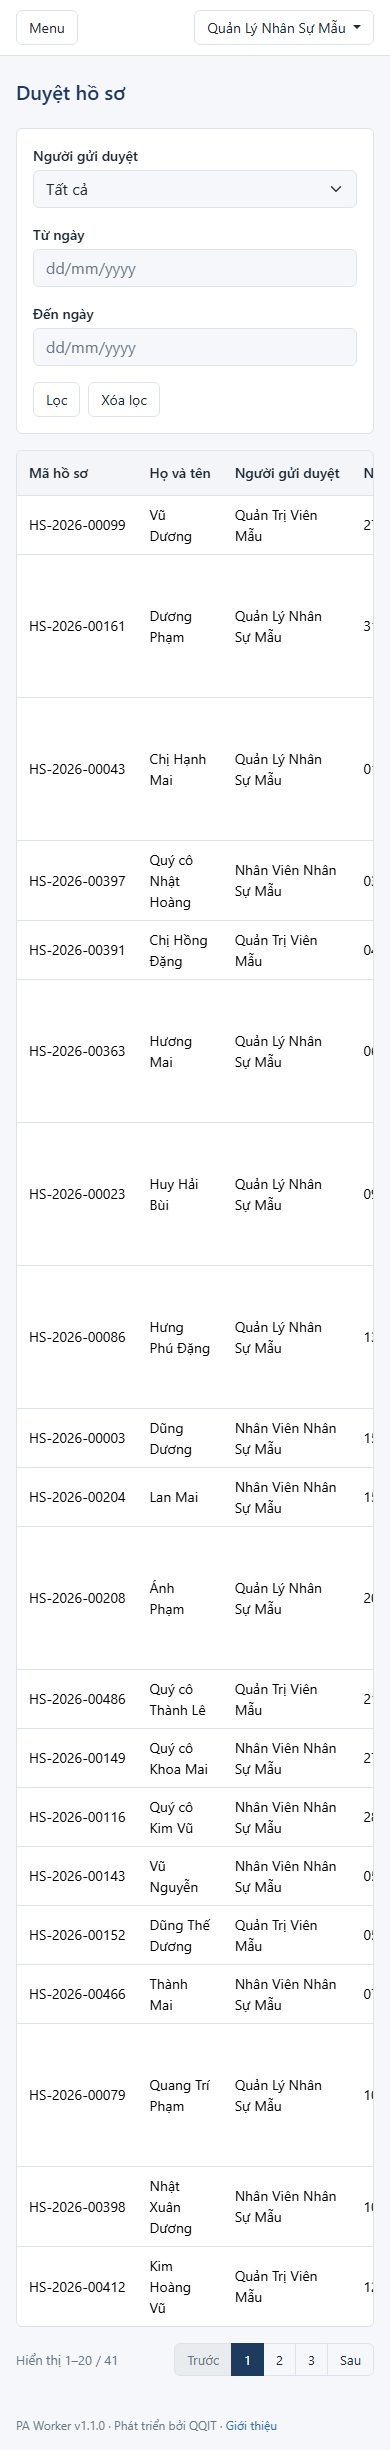 Menu
Quản Lý Nhân Sự Mẫu
Duyệt hồ sơ
Người gửi duyệt
Tất cả
Từ ngày
dd/mm/yyyy
Đến ngày
dd/mm/yyyy
Lọc Xóa lọc
Mã hồ sơ Họ và tên Người gửi duyệt
HS-2026-00099 Vũ Dương Quản Trị Viên Mẫu
HS-2026-00161 Dương Phạm Quản Lý Nhân Sự Mẫu
HS-2026-00043 Chị Hạnh Mai Quản Lý Nhân Sự Mẫu
HS-2026-00397 Quý cô Nhật Hoàng Nhân Viên Nhân Sự Mẫu
HS-2026-00391 Chị Hồng Đặng Quản Trị Viên Mẫu
HS-2026-00363 Hương Mai Quản Lý Nhân Sự Mẫu
HS-2026-00023 Huy Hải Bùi Quản Lý Nhân Sự Mẫu
HS-2026-00086 Hưng Phú Đặng Quản Lý Nhân Sự Mẫu
HS-2026-00003 Dũng Dương Nhân Viên Nhân Sự Mẫu
HS-2026-00204 Lan Mai Nhân Viên Nhân Sự Mẫu
HS-2026-00208 Ánh Phạm Quản Lý Nhân Sự Mẫu
HS-2026-00486 Quý cô Thành Lê Quản Trị Viên Mẫu
HS-2026-00149 Quý cô Khoa Mai Nhân Viên Nhân Sự Mẫu
HS-2026-00116 Quý cô Kim Vũ Nhân Viên Nhân Sự Mẫu
HS-2026-00143 Vũ Nguyễn Nhân Viên Nhân Sự Mẫu
HS-2026-00152 Dũng Thế Dương Quản Trị Viên Mẫu
HS-2026-00466 Thành Mai Nhân Viên Nhân Sự Mẫu
HS-2026-00079 Quang Trí Phạm Quản Lý Nhân Sự Mẫu
HS-2026-00398 Nhật Xuân Dương Nhân Viên Nhân Sự Mẫu
HS-2026-00412 Kim Hoàng Vũ Quản Trị Viên Mẫu
Hiển thị 1–20 / 41
Trước 1 2 3 Sau
PA Worker v1.1.0 · Phát triển bởi QQIT · Giới thiệu